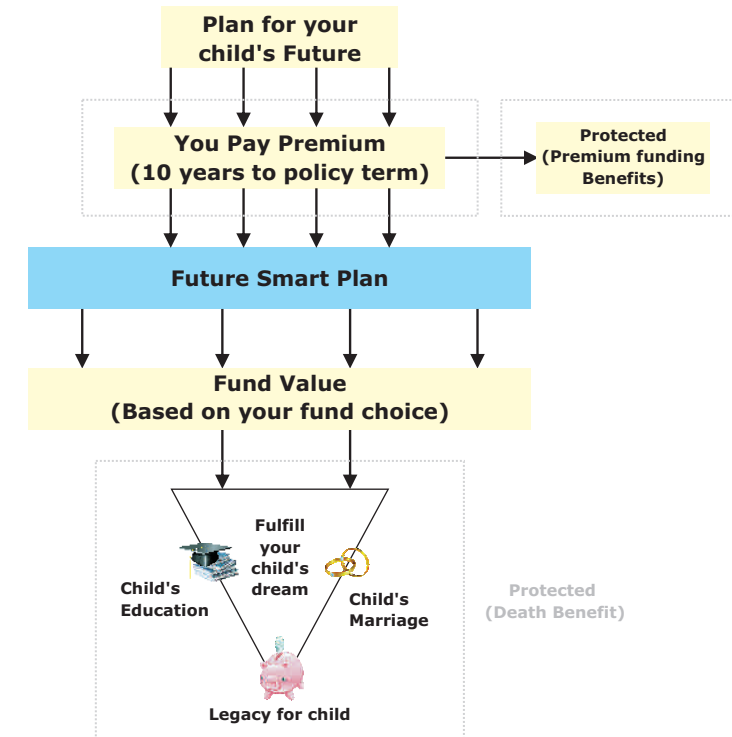 Plan for your
child's Future
You Pay Premium
(10 years to policy term)
Protected
(Premium funding
Benefits)
Future Smart Plan
Fund Value
(Based on your fund choice)
Fulfill
your
child's
dream
Child's
Education
Child's
Marriage
Legacy for child
Protected
(Death Benefit)